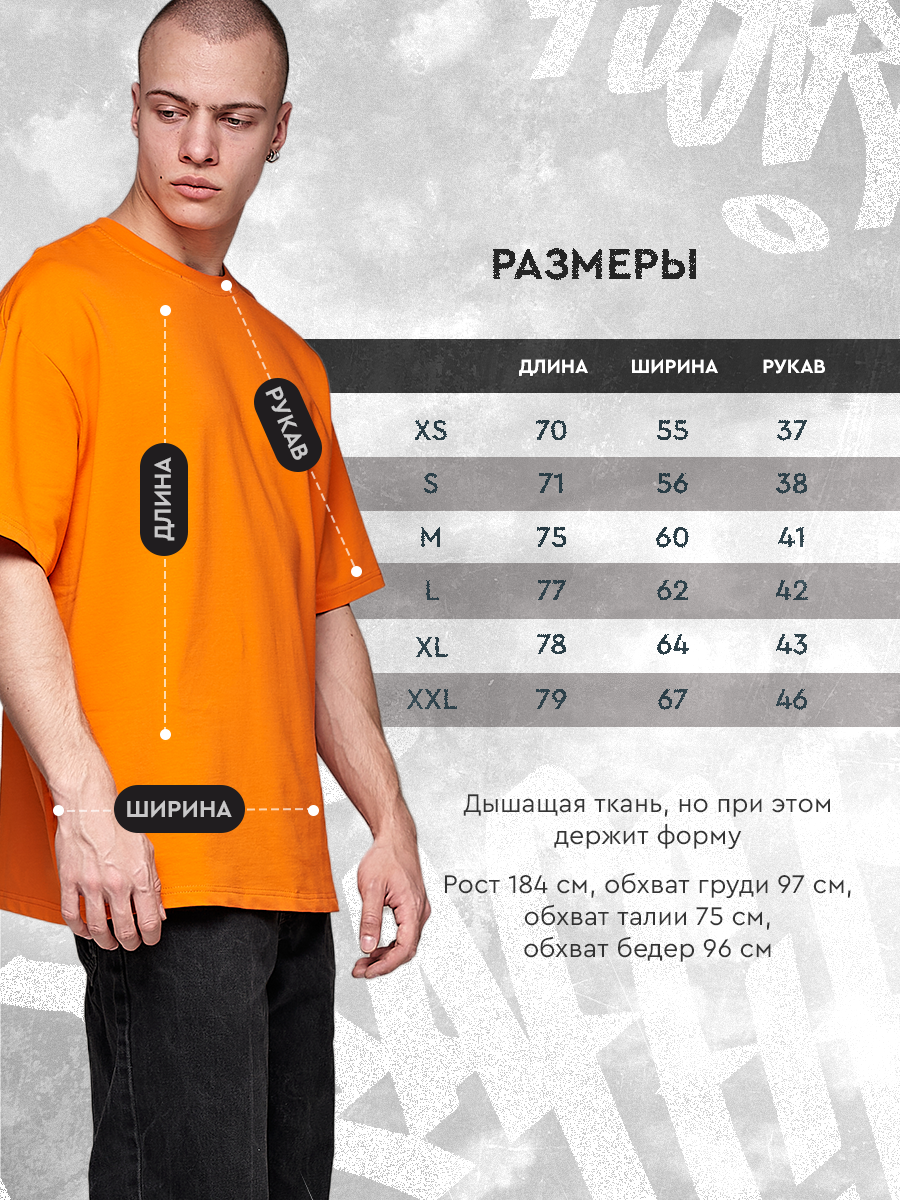 РАЗМЕРЫ
ДЛИНА ШИРИНА РУКАВ
XS 70 55 37
S 71 56 38
M 75 60 41
L 77 62 42
XL 78 64 43
XXL 79 67 46
РУКАВ
ДЛИНА
ШИРИНА
Дышащая ткань, но при этом
держит форму
Рост 184 см, обхват груди 97 см,
обхват талии 75 см,
обхват бедер 96 см